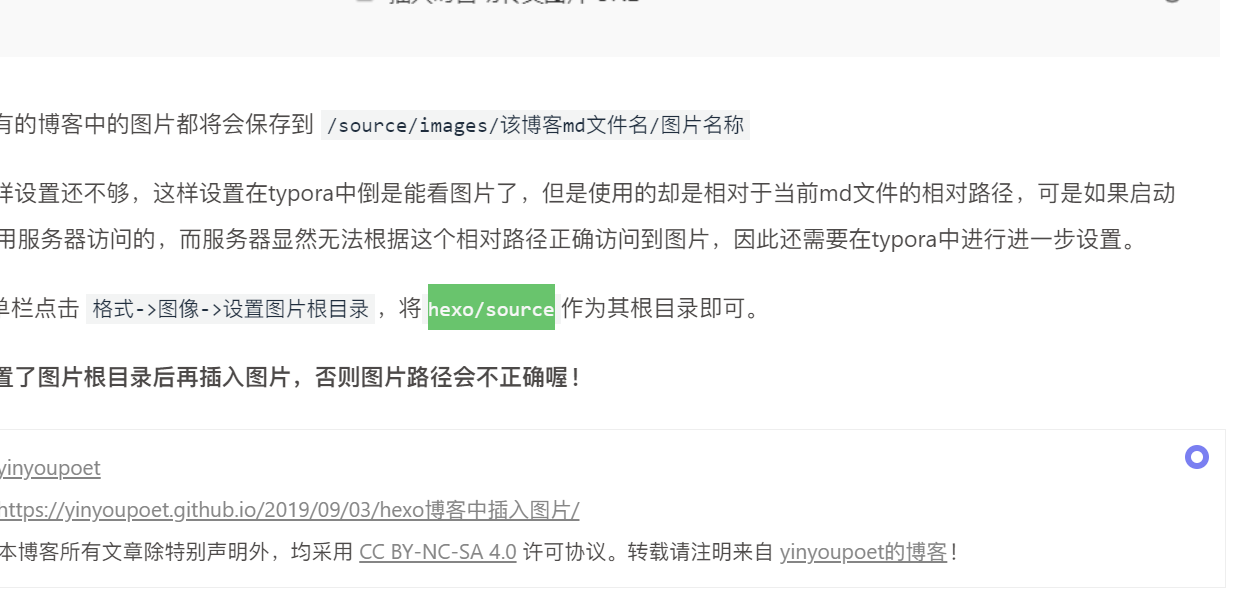 有的博客中的图片都将会保存到 /source/images/该博客md文件名/图片名称
样设置还不够，这样设置在typora中倒是能看图片了，但是使用的却是相对于当前md文件的相对路径，可是如果启动
用服务器访问的，而服务器显然无法根据这个相对路径正确访问到图片，因此还需要在typora中进行进一步设置。
单栏点击 格式->图像->设置图片根目录，将 hexo/source 作为其根目录即可。
置了图片根目录后再插入图片，否则图片路径会不正确喔！
yinyoupoet
https://yinyoupoet.github.io/2019/09/03/hexo博客中插入图片/
本博客所有文章除特别声明外，均采用 CC BY-NC-SA 4.0 许可协议。转载请注明来自 yinyoupoet的博客！